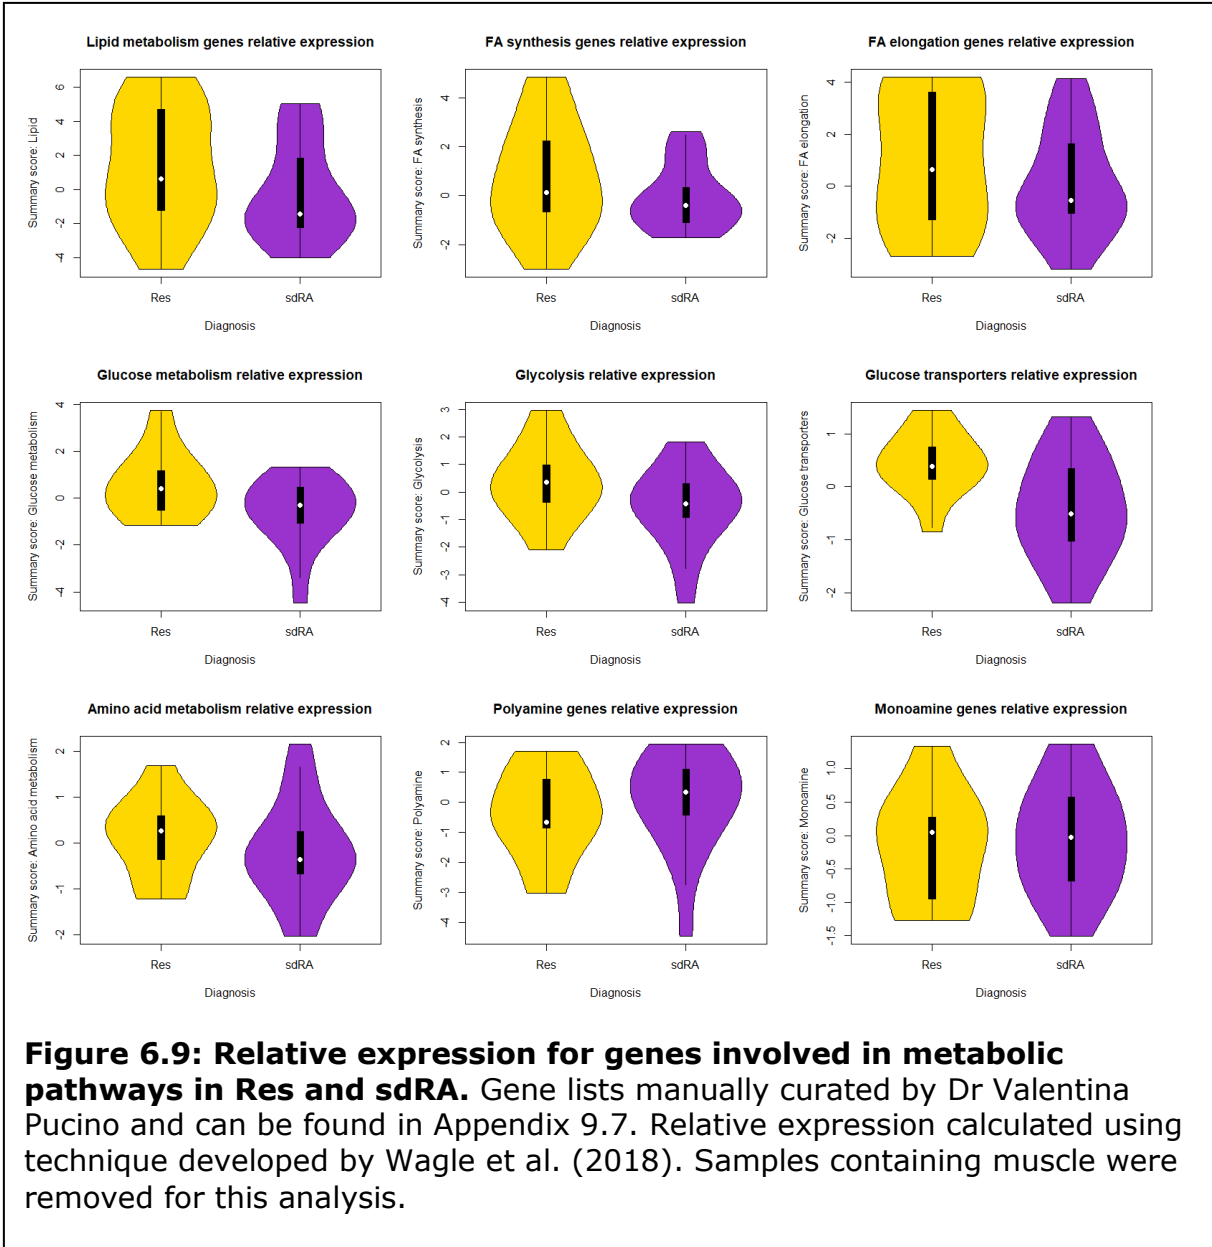 Lipid metabolism genes relative expression
Summary score: Lipid
6
4
2
0
-2
-4
Res
sdRA
Diagnosis
FA synthesis genes relative expression
Summary score: FA synthesis
4
2
0
-2
Res
sdRA
Diagnosis
FA elongation genes relative expression
Summary score: FA elongation
4
2
0
-2
Res
sdRA
Diagnosis
Glucose metabolism relative expression
Summary score: Glucose metabolism
4
2
0
-2
-4
Res
sdRA
Diagnosis
Glycolysis relative expression
Summary score: Glycolysis
3
2
1
0
-1
-2
-3
-4
Res
sdRA
Diagnosis
Glucose transporters relative expression
Summary score: Glucose transporters
1
0
-1
-2
Res
sdRA
Diagnosis
Amino acid metabolism relative expression
Summary score: Amino acid metabolism
2
1
0
-1
-2
Res
sdRA
Diagnosis
Polyamine genes relative expression
Summary score: Polyamine
2
1
0
-1
-2
-3
-4
Res
sdRA
Diagnosis
Monoamine genes relative expression
Summary score: Monoamine
1.0
0.5
0.0
-0.5
-1.0
-1.5
Res
sdRA
Diagnosis
Figure 6.9: Relative expression for genes involved in metabolic
pathways in Res and sdRA. Gene lists manually curated by Dr Valentina
Pucino and can be found in Appendix 9.7. Relative expression calculated using
technique developed by Wagle et al. (2018). Samples containing muscle were
removed for this analysis.